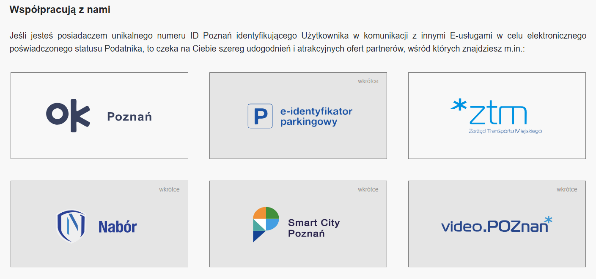 Współpracują z nami
Jeśli jesteś posiadaczem unikalnego numeru ID Poznań identyfikującego Użytkownika w komunikacji z innymi E-usługami w celu elektronicznego
poświadczonego statusu Podatnika, to czeka na Ciebie szereg udogodnień i atrakcyjnych ofert partnerów, wśród których znajdziesz m.in.:
ok Poznań
wkrótce
P e-identyfikator
parkingowy
*ztm
Zarząd Transportu Miejskiego
wkrótce
N Nabór
wkrótce
Smart City
Poznań
wkrótce
video.POZnan*